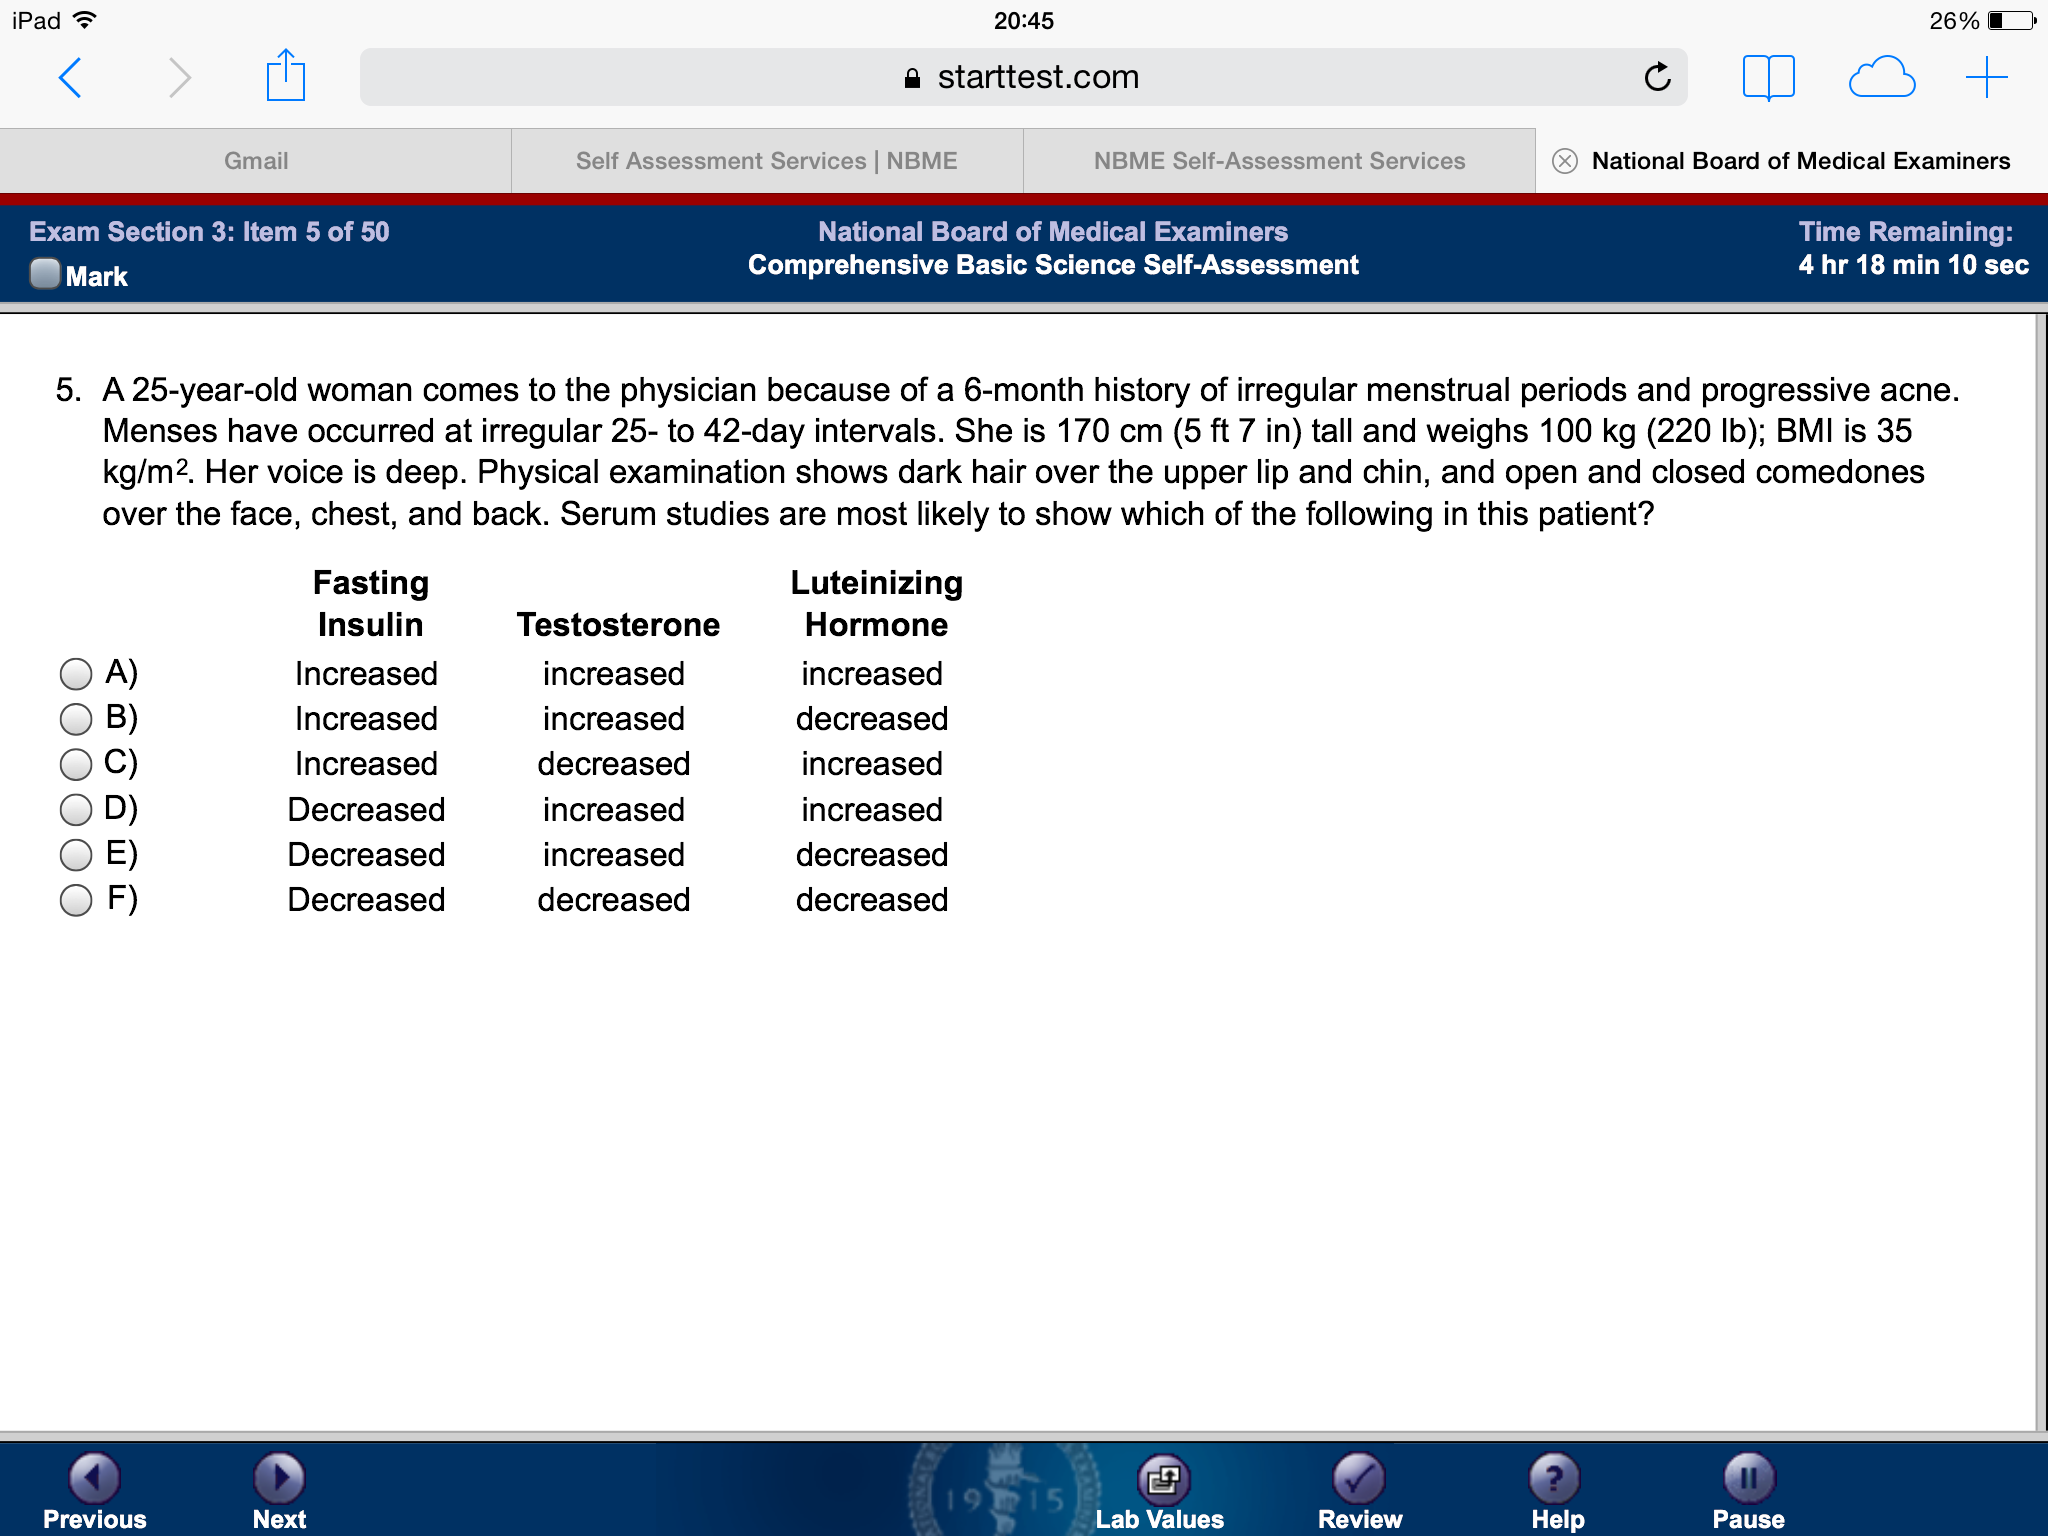 iPad 20:45 26%
starttest.com
Gmail Self Assessment Services | NBME NBME Self-Assessment Services National Board of Medical Examiners
Exam Section 3: Item 5 of 50 National Board of Medical Examiners Time Remaining:
Mark Comprehensive Basic Science Self-Assessment 4 hr 18 min 10 sec
5. A 25-year-old woman comes to the physician because of a 6-month history of irregular menstrual periods and progressive acne.
Menses have occurred at irregular 25- to 42-day intervals. She is 170 cm (5 ft 7 in) tall and weighs 100 kg (220 lb); BMI is 35
kg/m². Her voice is deep. Physical examination shows dark hair over the upper lip and chin, and open and closed comedones
over the face, chest, and back. Serum studies are most likely to show which of the following in this patient?
Fasting Luteinizing
Insulin Testosterone Hormone
A) Increased increased increased
B) Increased increased decreased
C) Increased decreased increased
D) Decreased increased increased
E) Decreased increased decreased
F) Decreased decreased decreased
1915
Previous Next Lab Values Review Help Pause